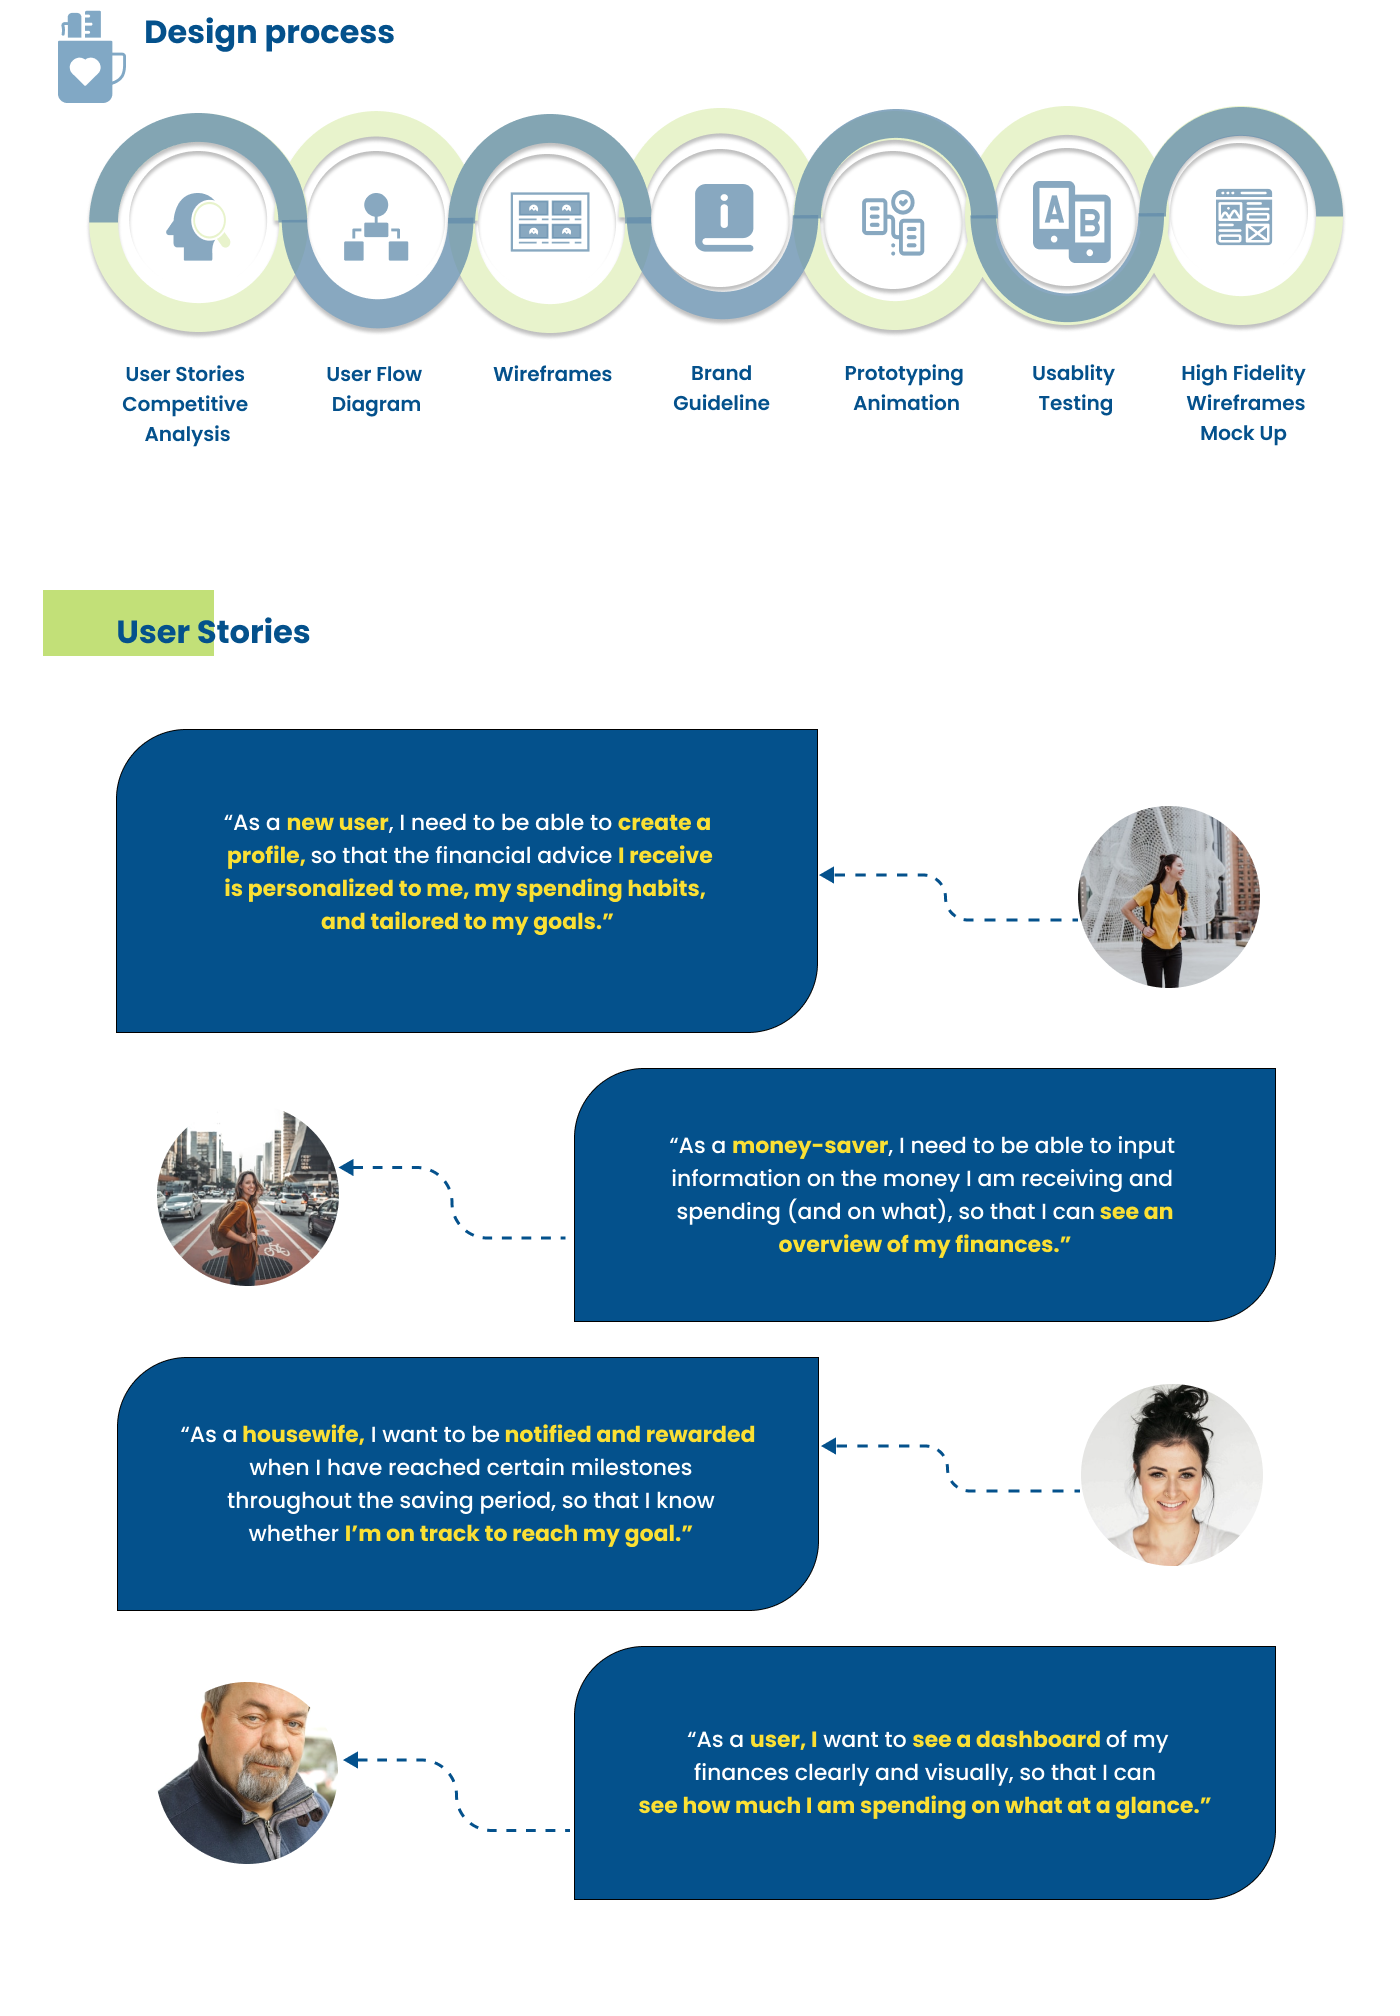 Design process
User Stories
Competitive
Analysis
User Flow
Diagram
Wireframes
Brand
Guideline
Prototyping
Animation
A
B
Usablity
Testing
High Fidelity
Wireframes
Mock Up
User Stories
“As a new user, I need to be able to create a
profile, so that the financial advice I receive
is personalized to me, my spending habits,
and tailored to my goals.”
“As a money-saver, I need to be able to input
information on the money I am receiving and
spending (and on what), so that I can see an
overview of my finances.”
“As a housewife, I want to be notified and rewarded
when I have reached certain milestones
throughout the saving period, so that I know
whether I’m on track to reach my goal.”
“As a user, I want to see a dashboard of my
finances clearly and visually, so that I can
see how much I am spending on what at a glance.”